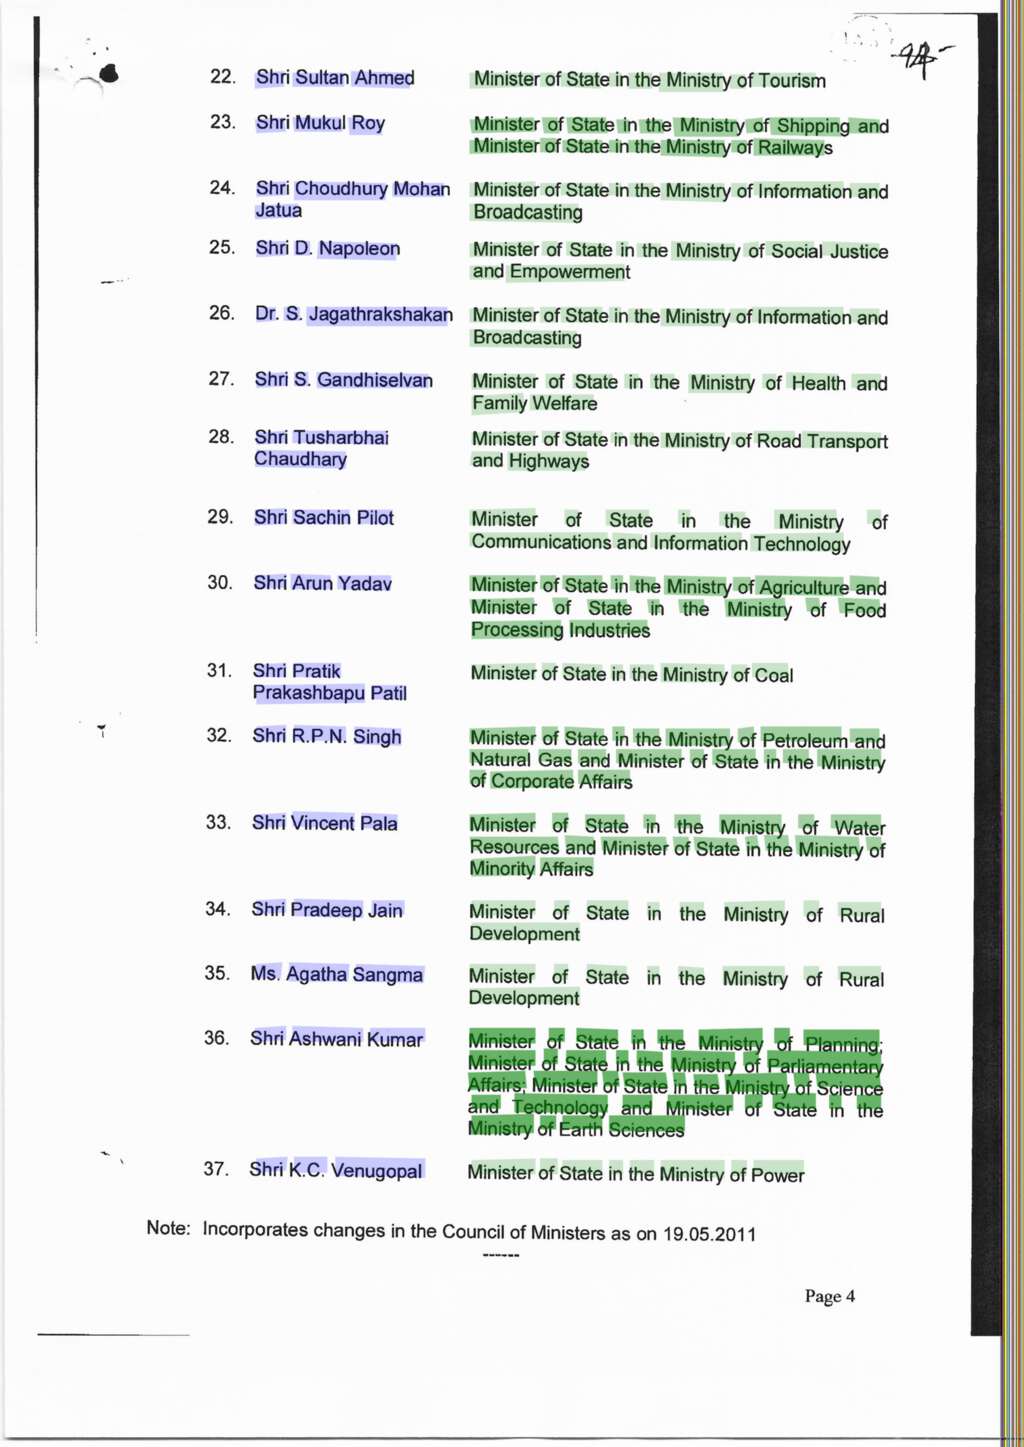 22. Shri Sultan Ahmed Minister of State in the Ministry of Tourism
23. Shri Mukul Roy Minister of State in the Ministry of Shipping and
Minister of State in the Ministry of Railways
24. Shri Choudhury Mohan Minister of State in the Ministry of Information and
Jatua Broadcasting
25. Shri D. Napoleon Minister of State in the Ministry of Social Justice
and Empowerment
26. Dr. S. Jagathrakshakan Minister of State in the Ministry of Information and
Broadcasting
27. Shri S. Gandhiselvan Minister of State in the Ministry of Health and
Family Welfare
28. Shri Tusharbhai Minister of State in the Ministry of Road Transport
Chaudhary and Highways
29. Shri Sachin Pilot Minister of State in the Ministry of
Communications and Information Technology
30. Shri Arun Yadav Minister of State in the Ministry of Agriculture and
Minister of State in the Ministry of Food
Processing Industries
31. Shri Pratik Minister of State in the Ministry of Coal
Prakashbapu Patil
32. Shri R.P.N. Singh Minister of State in the Ministry of Petroleum and
Natural Gas and Minister of State in the Ministry
of Corporate Affairs
33. Shri Vincent Pala Minister of State in the Ministry of Water
Resources and Minister of State in the Ministry of
Minority Affairs
34. Shri Pradeep Jain Minister of State in the Ministry of Rural
Development
35. Ms. Agatha Sangma Minister of State in the Ministry of Rural
Development
36. Shri Ashwani Kumar Minister of State in the Ministry of Planning;
Minister of State in the Ministry of Parliamentary
Affairs; Minister of State in the Ministry of Science
and Technology and Minister of State in the
Ministry of Earth Sciences
37. Shri K.C. Venugopal Minister of State in the Ministry of Power
Note: Incorporates changes in the Council of Ministers as on 19.05.2011
------
Page 4